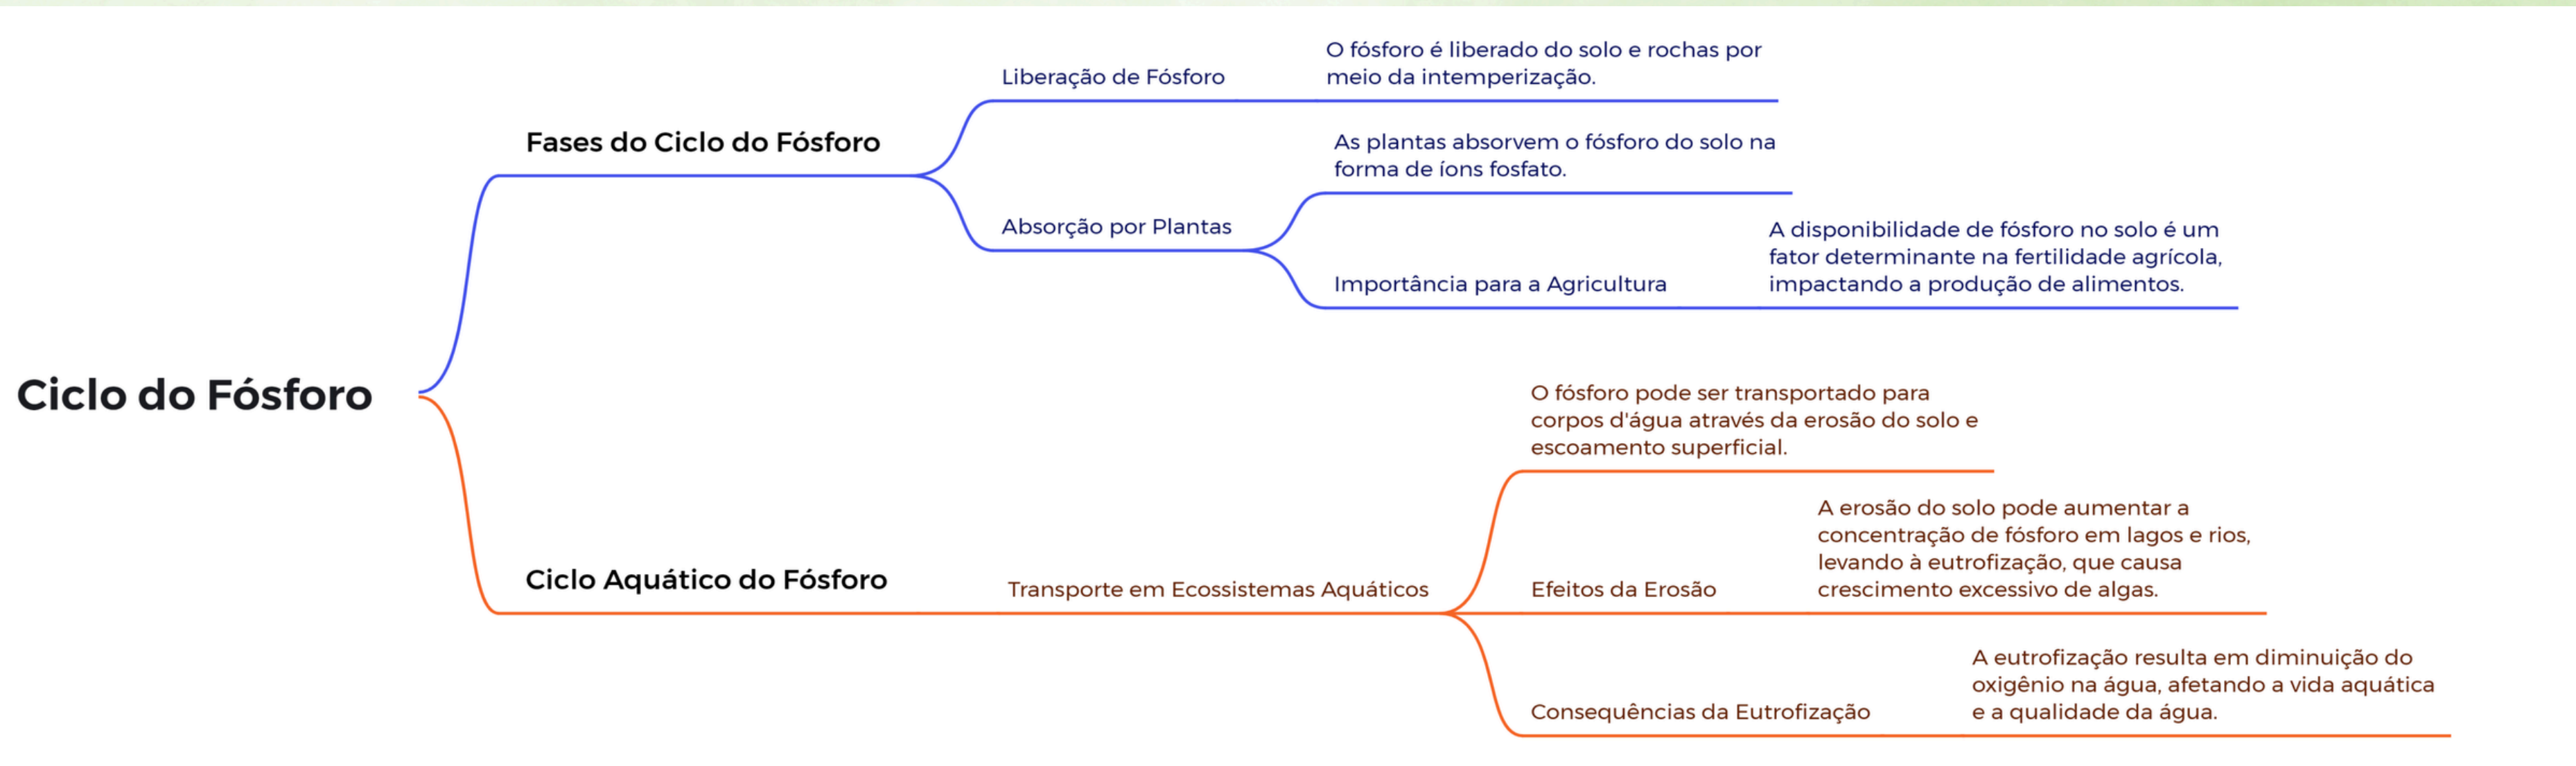 Ciclo do Fósforo
Fases do Ciclo do Fósforo
Liberação de Fósforo
O fósforo é liberado do solo e rochas por
meio da intemperização.
Absorção por Plantas
As plantas absorvem o fósforo do solo na
forma de íons fosfato.
Importância para a Agricultura
A disponibilidade de fósforo no solo é um
fator determinante na fertilidade agrícola,
impactando a produção de alimentos.
Ciclo Aquático do Fósforo
Transporte em Ecossistemas Aquáticos
O fósforo pode ser transportado para
corpos d'água através da erosão do solo e
escoamento superficial.
Efeitos da Erosão
A erosão do solo pode aumentar a
concentração de fósforo em lagos e rios,
levando à eutrofização, que causa
crescimento excessivo de algas.
Consequências da Eutrofização
A eutrofização resulta em diminuição do
oxigênio na água, afetando a vida aquática
e a qualidade da água.